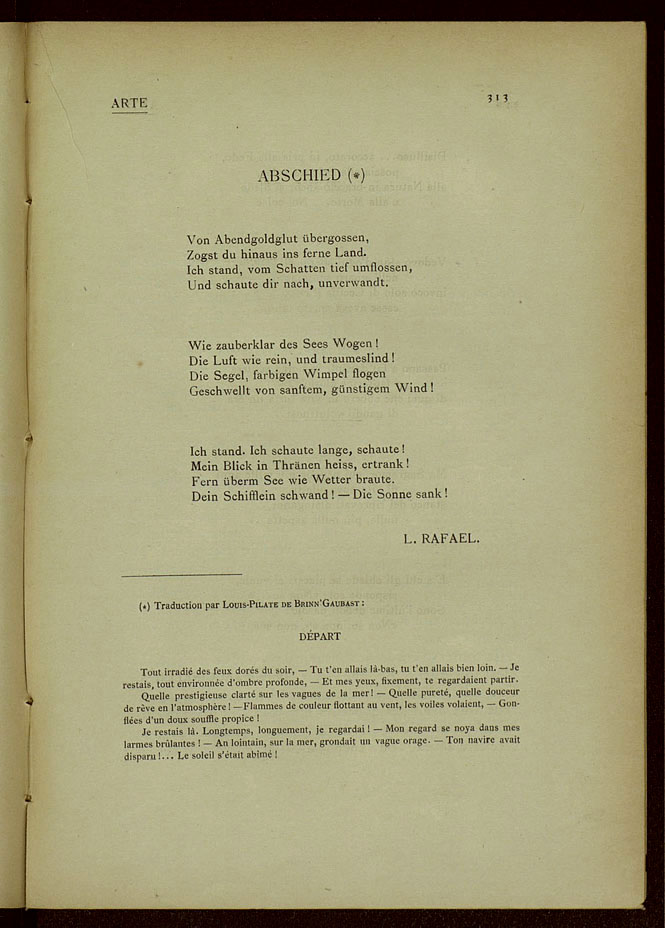 ARTE
313
ABSCHIED (*)
Von Abendgoldglut übergossen,
Zogst du hinaus ins ferne Land.
Ich stand, vom Schatten tief umflossen,
Und schaute dir nach, unverwandt.
Wie zauberklar des Sees Wogen !
Die Luft wie rein, und traumeslind !
Die Segel, farbigen Wimpel flogen
Geschwellt von sanftem, günstigem Wind !
Ich stand. Ich schaute lange, schaute !
Mein Blick in Thränen heiss, ertrank !
Fern überm See wie Wetter braute.
Dein Schifflein schwand ! — Die Sonne sank !
L. RAFAEL.
(*) Traduction par LOUIS-PILATE DE BRINN'GAUBAST :
DÉPART
Tout irradié des feux dorés du soir, — Tu t'en allais là-bas, tu t'en allais bien loin. — Je
restais, tout environnée d'ombre profonde, — Et mes yeux, fixement, te regardaient partir.
Quelle prestigieuse clarté sur les vagues de la mer ! — Quelle pureté, quelle douceur
de rêve en l'atmosphère ! — Flammes de couleur flottant au vent, les voiles volaient, — Gon-
flées d'un doux souffle propice !
Je restais là. Longtemps, longuement, je regardai ! — Mon regard se noya dans mes
larmes brûlantes ! — An lointain, sur la mer, grondait un vague orage. — Ton navire avait
disparu !... Le soleil s'était abimé !